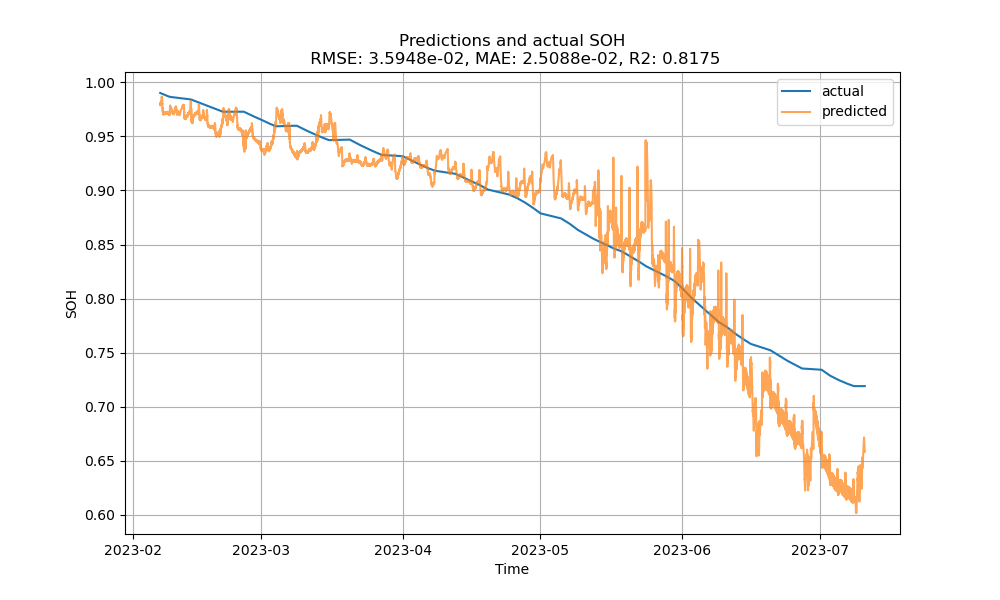 Predictions and actual SOH
RMSE: 3.5948e-02, MAE: 2.5088e-02, R2: 0.8175
actual
predicted
1.00
0.95
0.90
0.85
0.80
0.75
0.70
0.65
0.60
SOH
2023-02 2023-03 2023-04 2023-05 2023-06 2023-07
Time